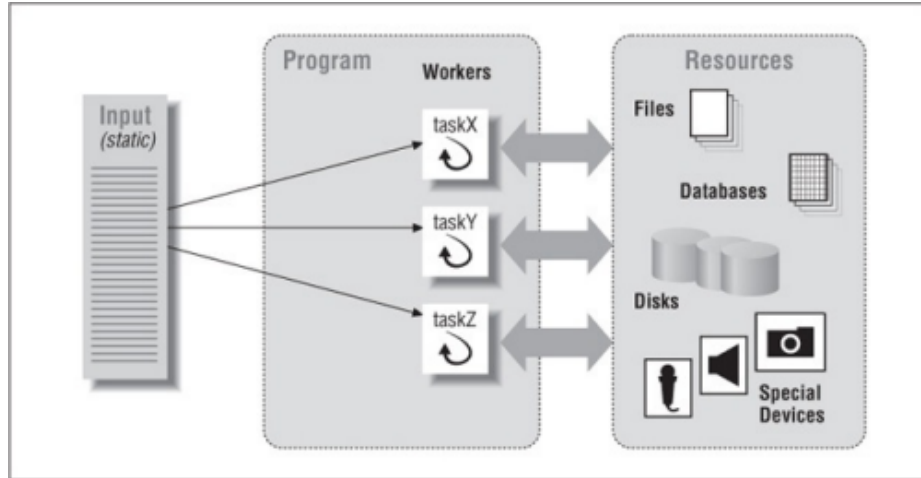 Program
Workers
Resources
Input
(static)
taskX
taskY
taskZ
Files
Databases
Disks
Special
Devices